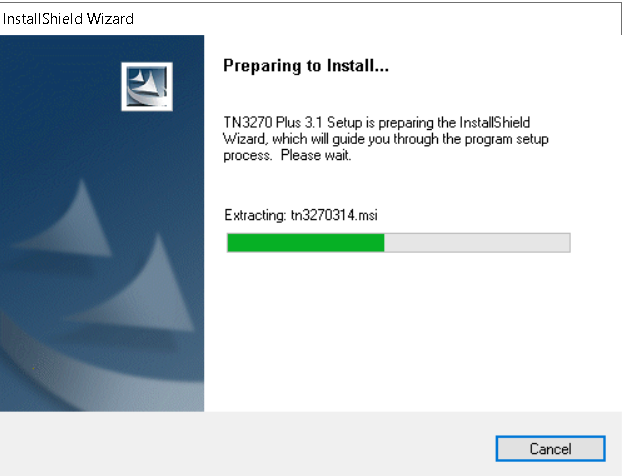 InstallShield Wizard
Preparing to Install...
TN3270 Plus 3.1 Setup is preparing the InstallShield
Wizard, which will guide you through the program setup
process.  Please wait.
Extracting: tn3270314.msi
Cancel